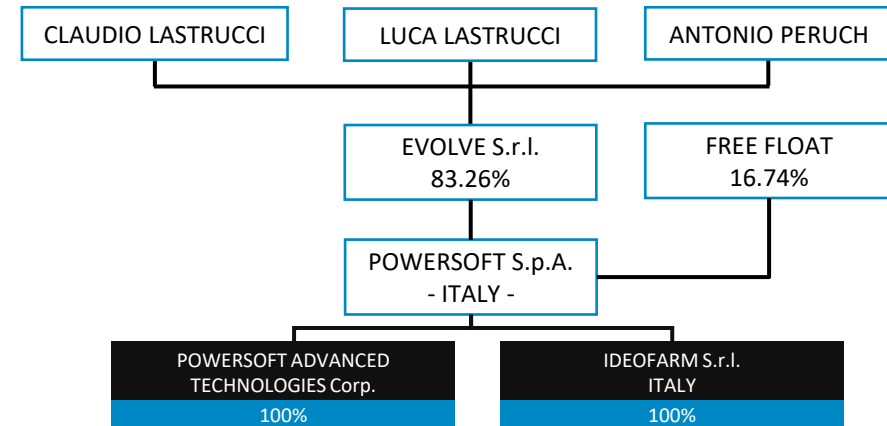 CLAUDIO LASTRUCCI
LUCA LASTRUCCI
ANTONIO PERUCH
EVOLVE S.r.l.
83.26%
FREE FLOAT
16.74%
POWERSOFT S.p.A.
- ITALY -
POWERSOFT ADVANCED
TECHNOLOGIES Corp.
100%
IDEOFARM S.r.l.
ITALY
100%